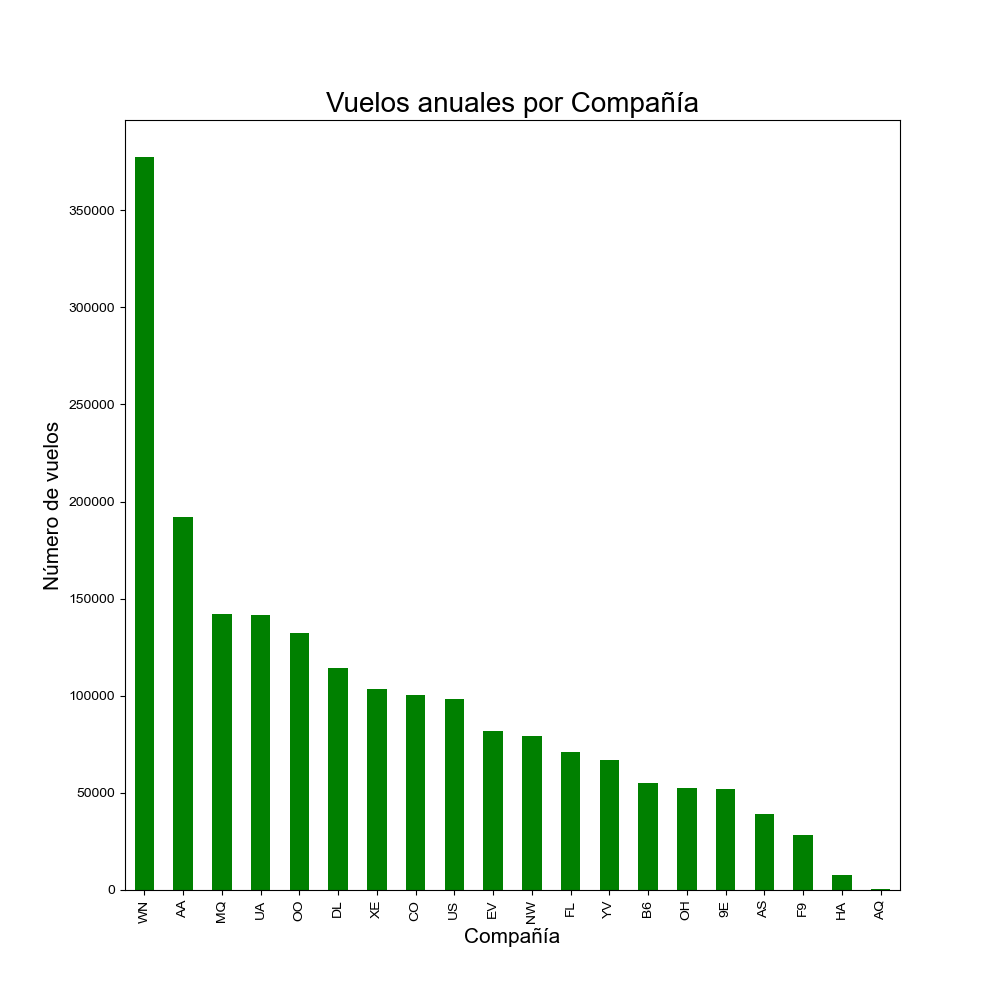 Vuelos anuales por Compañía
Número de vuelos
350000
300000
250000
200000
150000
100000
50000
0
WN AA MQ UA OO DL XE CO US EV NW FL YV B6 OH 9E AS F9 HA AQ
Compañía